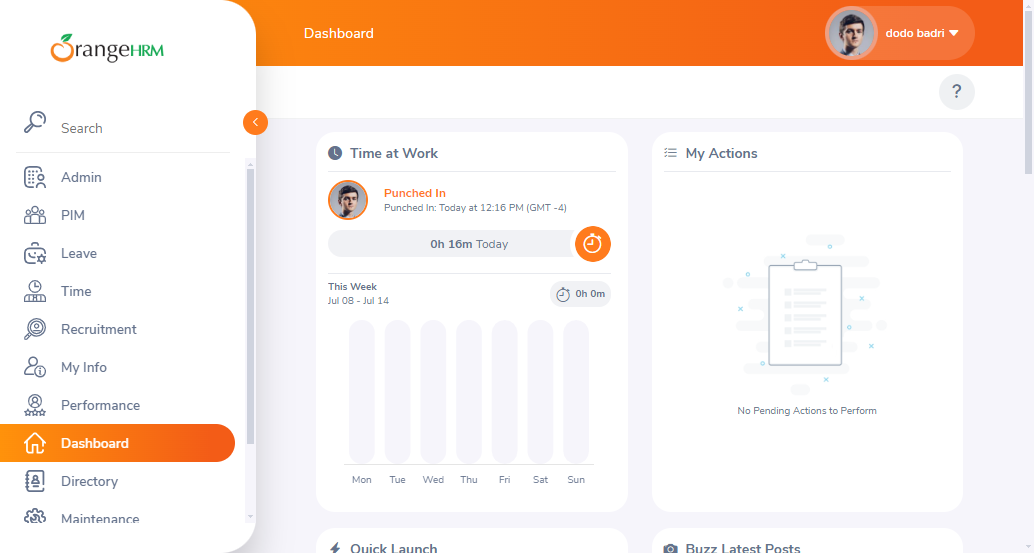 OrangeHRM
Search
Admin
PIM
Leave
Time
Recruitment
My Info
Performance
Dashboard
Directory
Maintenance
Dashboard
dodo badri
?
Time at Work
Punched In
Punched In: Today at 12:16 PM (GMT -4)
0h 16m Today
This Week
Jul 08 - Jul 14
0h 0m
Mon Tue Wed Thu Fri Sat Sun
My Actions
No Pending Actions to Perform
Quick Launch
Buzz Latest Posts